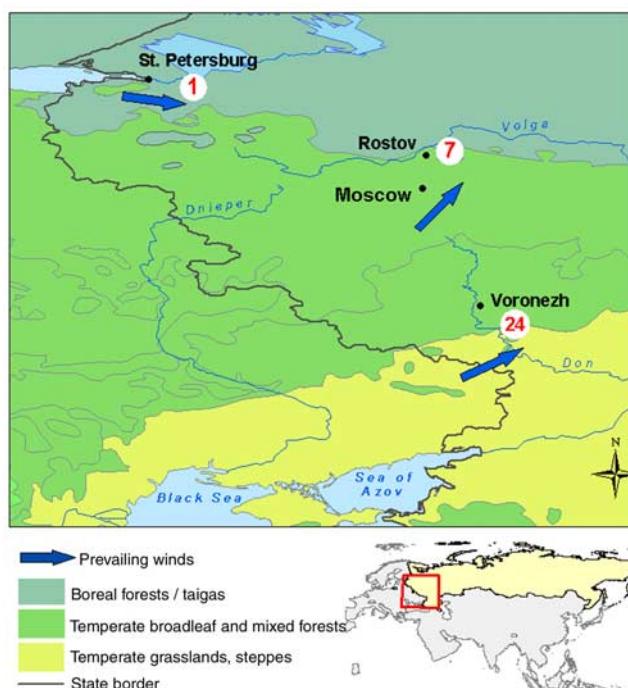 St. Petersburg
1
Volga
Rostov
7
Moscow
Dnieper
Voronezh
24
Don
Sea of
Azov
Black Sea
N
Prevailing winds
Boreal forests / taigas
Temperate broadleaf and mixed forests
Temperate grasslands, steppes
State border